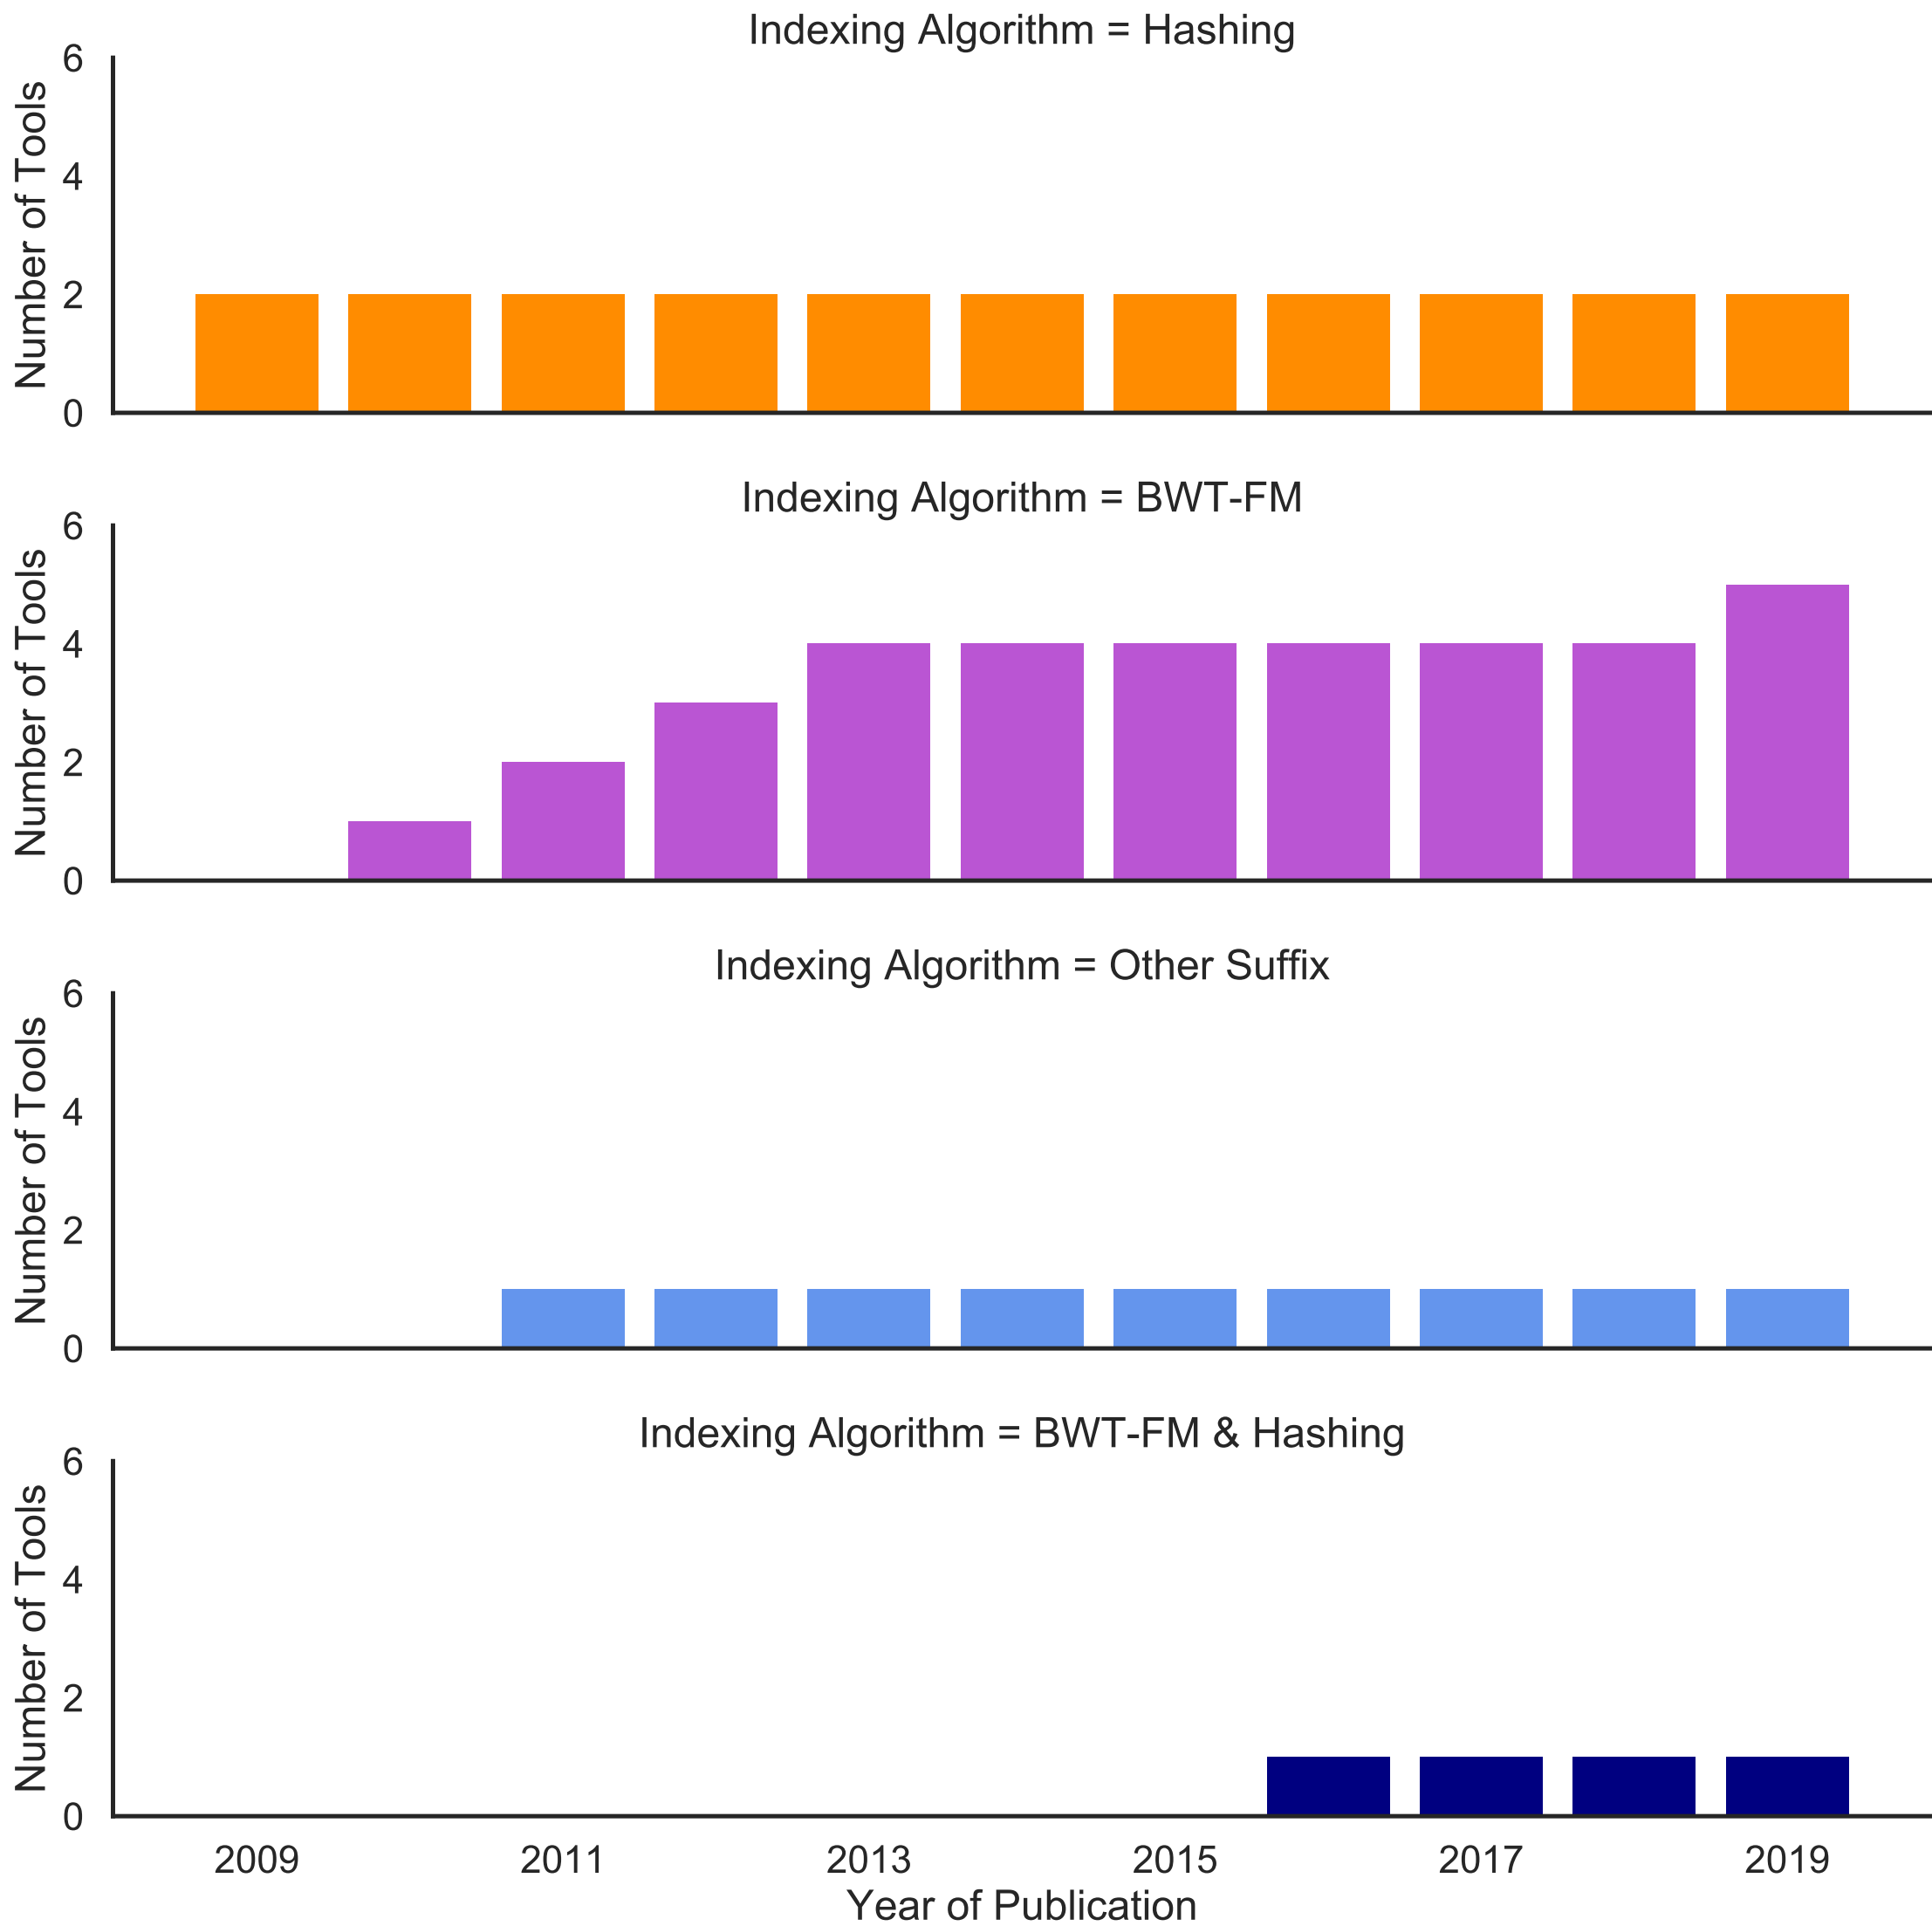 Indexing Algorithm = Hashing
6
4
2
0
Number of Tools
Indexing Algorithm = BWT-FM
6
4
2
0
Number of Tools
Indexing Algorithm = Other Suffix
6
4
2
0
Number of Tools
Indexing Algorithm = BWT-FM & Hashing
6
4
2
0
Number of Tools
2009 2011 2013 2015 2017 2019
Year of Publication